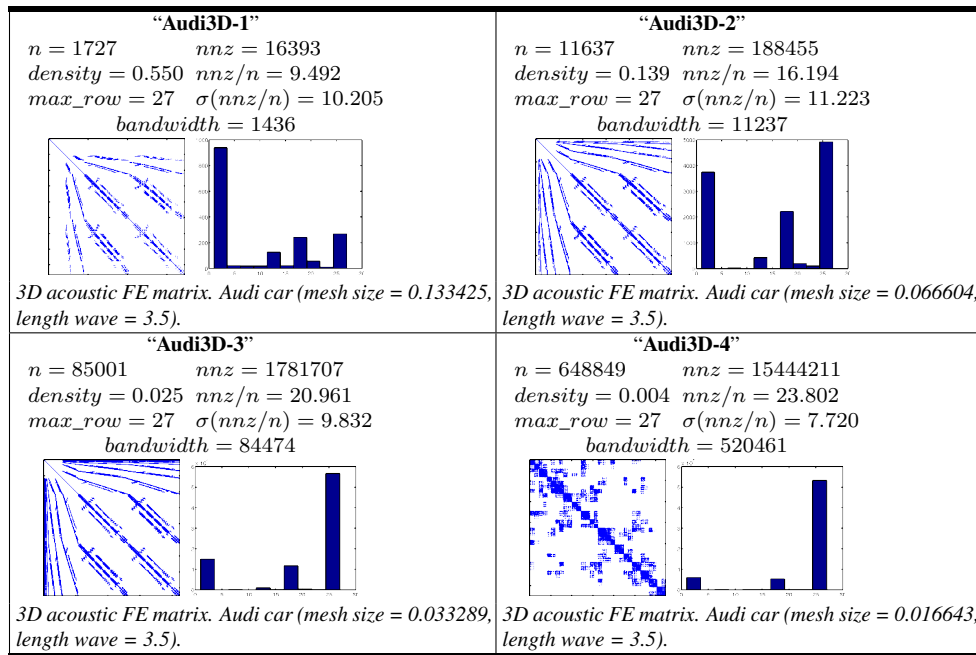 “Audi3D-1”
n = 1727 nnz = 16393
density = 0.550 nnz/n = 9.492
max_row = 27 σ(nnz/n) = 10.205
bandwidth = 1436
3D acoustic FE matrix. Audi car (mesh size = 0.133425,
length wave = 3.5).
“Audi3D-2”
n = 11637 nnz = 188455
density = 0.139 nnz/n = 16.194
max_row = 27 σ(nnz/n) = 11.223
bandwidth = 11237
3D acoustic FE matrix. Audi car (mesh size = 0.066604,
length wave = 3.5).
“Audi3D-3”
n = 85001 nnz = 1781707
density = 0.025 nnz/n = 20.961
max_row = 27 σ(nnz/n) = 9.832
bandwidth = 84474
3D acoustic FE matrix. Audi car (mesh size = 0.033289,
length wave = 3.5).
“Audi3D-4”
n = 648849 nnz = 15444211
density = 0.004 nnz/n = 23.802
max_row = 27 σ(nnz/n) = 7.720
bandwidth = 520461
3D acoustic FE matrix. Audi car (mesh size = 0.016643,
length wave = 3.5).